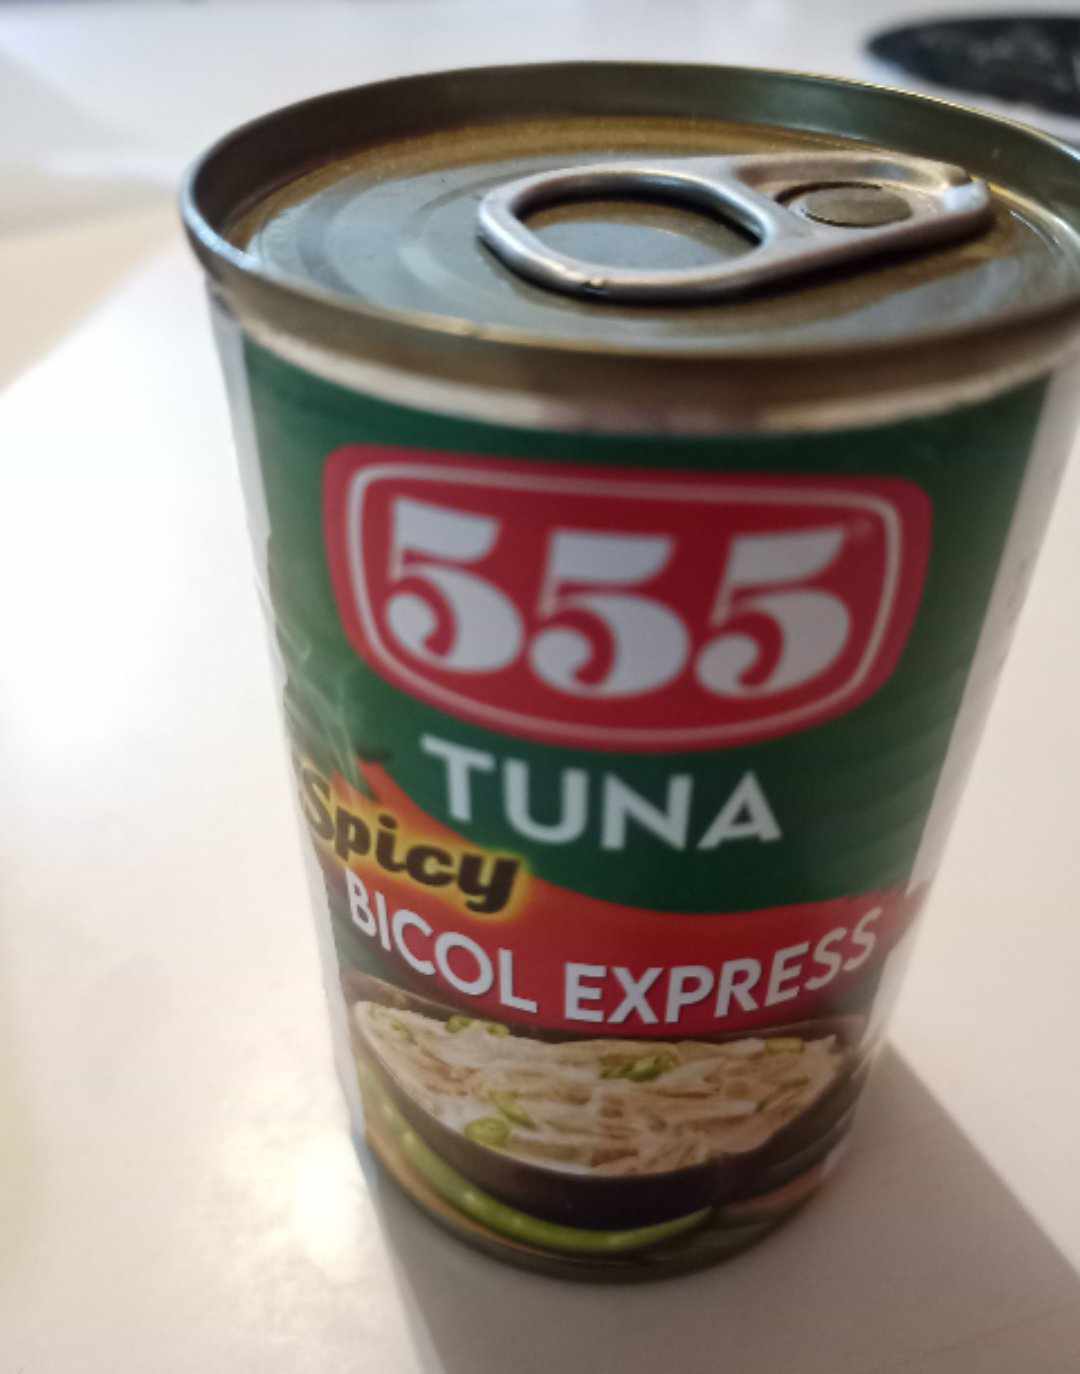 555
TUNA
Spicy
BICOL EXPRESS